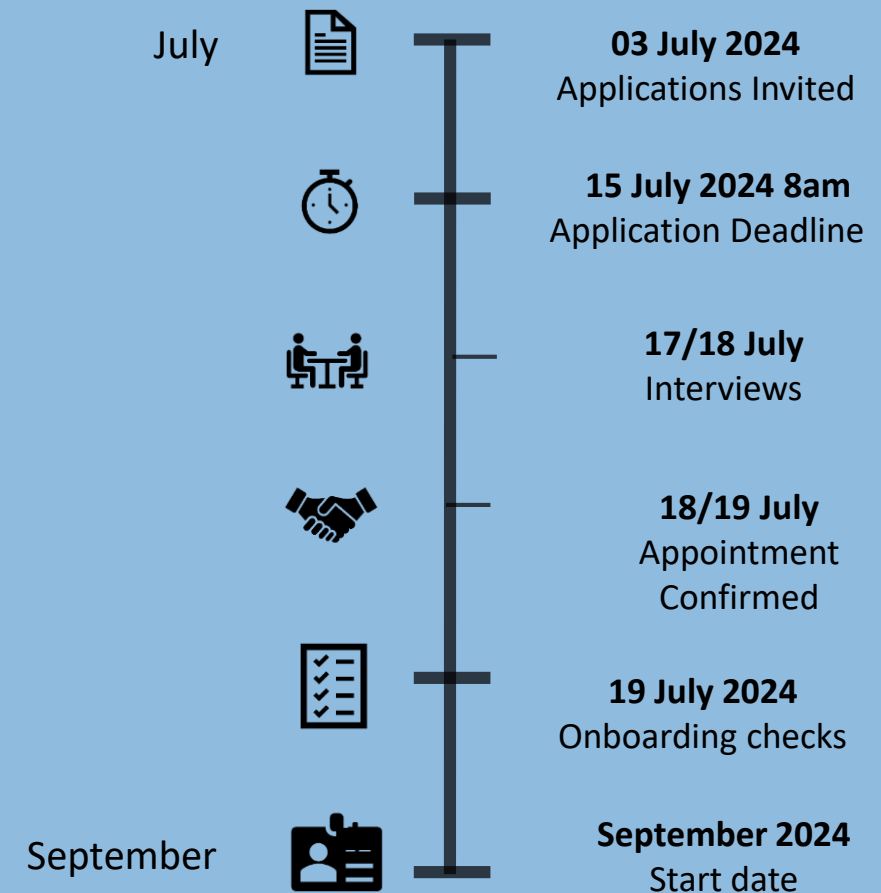 July
03 July 2024
Applications Invited
15 July 2024 8am
Application Deadline
17/18 July
Interviews
18/19 July
Appointment
Confirmed
19 July 2024
Onboarding checks
September
September 2024
Start date